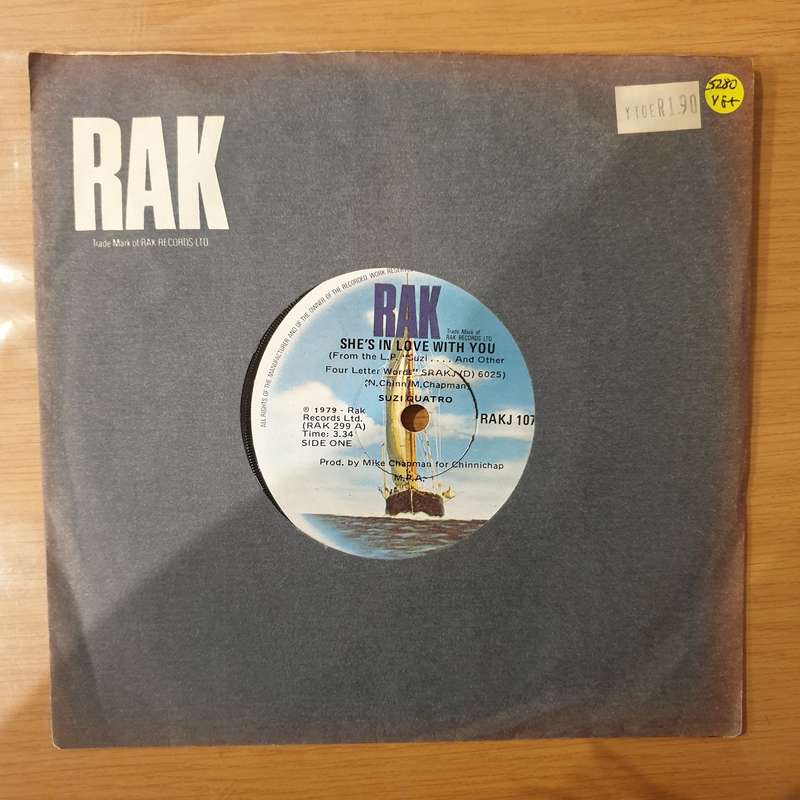 RAK
Trade Mark of RAK RECORDS LTD.
YTOE R1.90
5280
VG+
ALL RIGHTS OF THE MANUFACTURER AND OF THE OWNER OF THE RECORDED WORK RESERVE
RAK
Trade Mark of
RAK RECORDS LTD.
SHE'S IN LOVE WITH YOU
(From the L.P. "Suzi .... And Other
Four Letter Words" SRAKJ (D) 6025)
(N.Chinn/M.Chapman)
SUZI QUATRO
℗ 1979 - Rak
Records Ltd.
(RAK 299 A)
Time: 3.34
SIDE ONE
RAKJ 107
Prod. by Mike Chapman for Chinnichap
M.P.A.